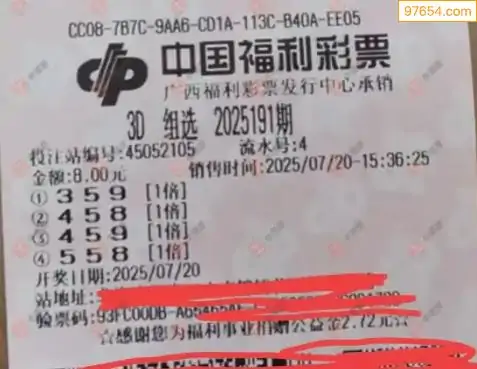 97654.com
CC08-7B7C-9AA6-CD1A-113C-B40A-EE05
中国福利彩票
广西福利彩票发行中心承销
3D 组选 2025191期
投注站编号:45052105 流水号:4
金额:8.00元 销售时间:2025/07/20-15:36:25
① 3 5 9 [1倍]
② 4 5 8 [1倍]
③ 4 5 9 [1倍]
④ 5 5 8 [1倍]
开奖日期:2025/07/20
站地址:
验票码:93FC00DB-A65465A
喜感谢您为福利事业捐赠公益金2.72元